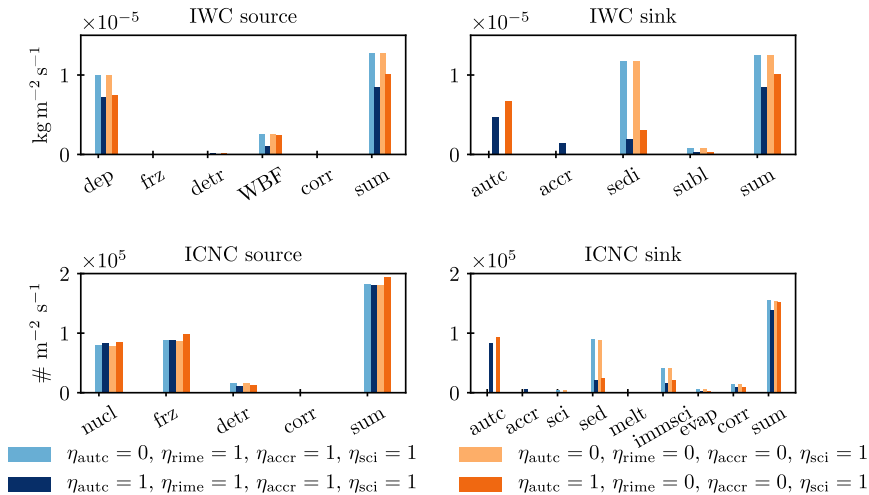 IWC source
IWC sink
×10⁻⁵
×10⁻⁵
kg m⁻² s⁻¹
1
0
1
0
dep frz detr WBF corr sum
autc accr sedi subl sum
ICNC source
ICNC sink
×10⁵
×10⁵
# m⁻² s⁻¹
2
1
0
2
1
0
nucl frz detr corr sum
autc accr sci sed melt immsci evap corr sum
η_autc = 0, η_rime = 1, η_accr = 1, η_sci = 1
η_autc = 0, η_rime = 0, η_accr = 0, η_sci = 1
η_autc = 1, η_rime = 1, η_accr = 1, η_sci = 1
η_autc = 1, η_rime = 0, η_accr = 0, η_sci = 1